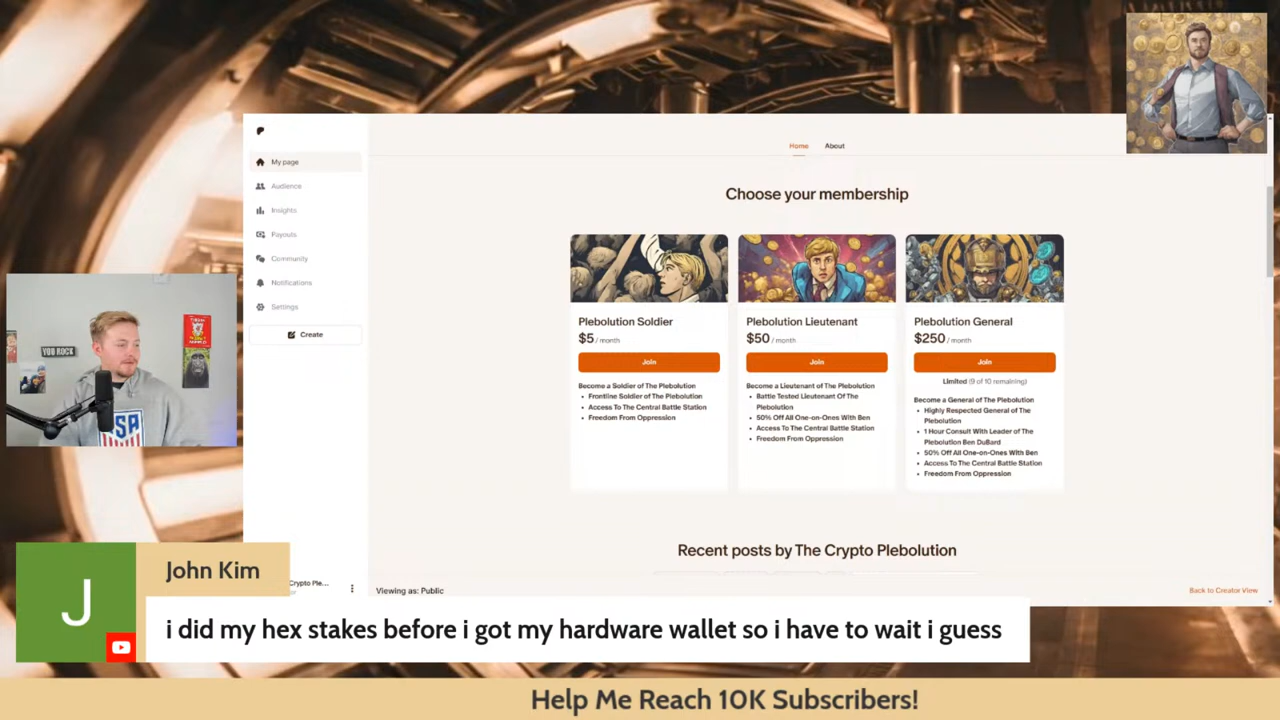 Home
About
My page
Audience
Insights
Payouts
Community
Notifications
Settings
Create
Choose your membership
Plebolution Soldier
$5 / month
Join
Become a Soldier of The Plebolution
• Frontline Soldier of The Plebolution
• Access To The Central Battle Station
• Freedom From Oppression
Plebolution Lieutenant
$50 / month
Join
Become a Lieutenant of The Plebolution
• Battle Tested Lieutenant Of The
Plebolution
• 50% Off All One-on-Ones With Ben
• Access To The Central Battle Station
• Freedom From Oppression
Plebolution General
$250 / month
Join
Limited (9 of 10 remaining)
Become a General of The Plebolution
• Highly Respected General of The
Plebolution
• 1 Hour Consult With Leader of The
Plebolution Ben DuBard
• 50% Off All One-on-Ones With Ben
• Access To The Central Battle Station
• Freedom From Oppression
YOU ROCK
USA
Recent posts by The Crypto Plebolution
Crypto Ple...
Viewing as: Public
Back to Creator View
J
John Kim
i did my hex stakes before i got my hardware wallet so i have to wait i guess
Help Me Reach 10K Subscribers!